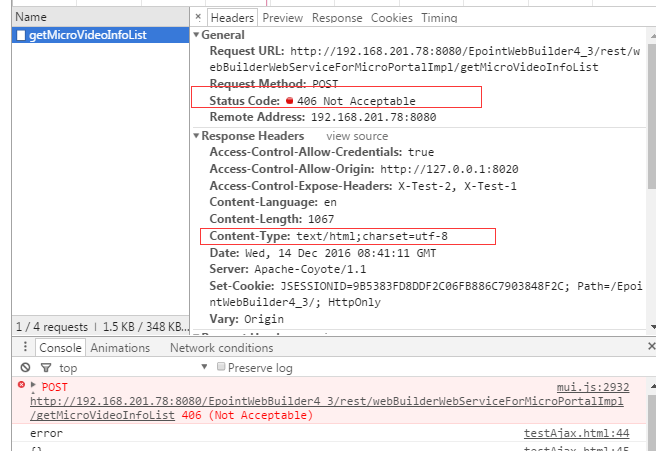 Name
getMicroVideoInfoList
× Headers Preview Response Cookies Timing
General
Request URL: http://192.168.201.78:8080/EpointWebBuilder4_3/rest/w
ebBuilderWebServiceForMicroPortalImpl/getMicroVideoInfoList
Request Method: POST
Status Code: 406 Not Acceptable
Remote Address: 192.168.201.78:8080
Response Headers view source
Access-Control-Allow-Credentials: true
Access-Control-Allow-Origin: http://127.0.0.1:8020
Access-Control-Expose-Headers: X-Test-2, X-Test-1
Content-Language: en
Content-Length: 1067
Content-Type: text/html;charset=utf-8
Date: Wed, 14 Dec 2016 08:41:11 GMT
Server: Apache-Coyote/1.1
Set-Cookie: JSESSIONID=9B5383FD8DDF2C06FB886C7903848F2C; Path=/Epoi
ntWebBuilder4_3/; HttpOnly
Vary: Origin
1 / 4 requests | 1.5 KB / 348 KB...
Console Animations Network conditions ×
top Preserve log
POST mui.js:2932
http://192.168.201.78:8080/EpointWebBuilder4_3/rest/webBuilderWebServiceForMicroPortalImpl
/getMicroVideoInfoList 406 (Not Acceptable)
error testAjax.html:44
{} testAjax.html:45